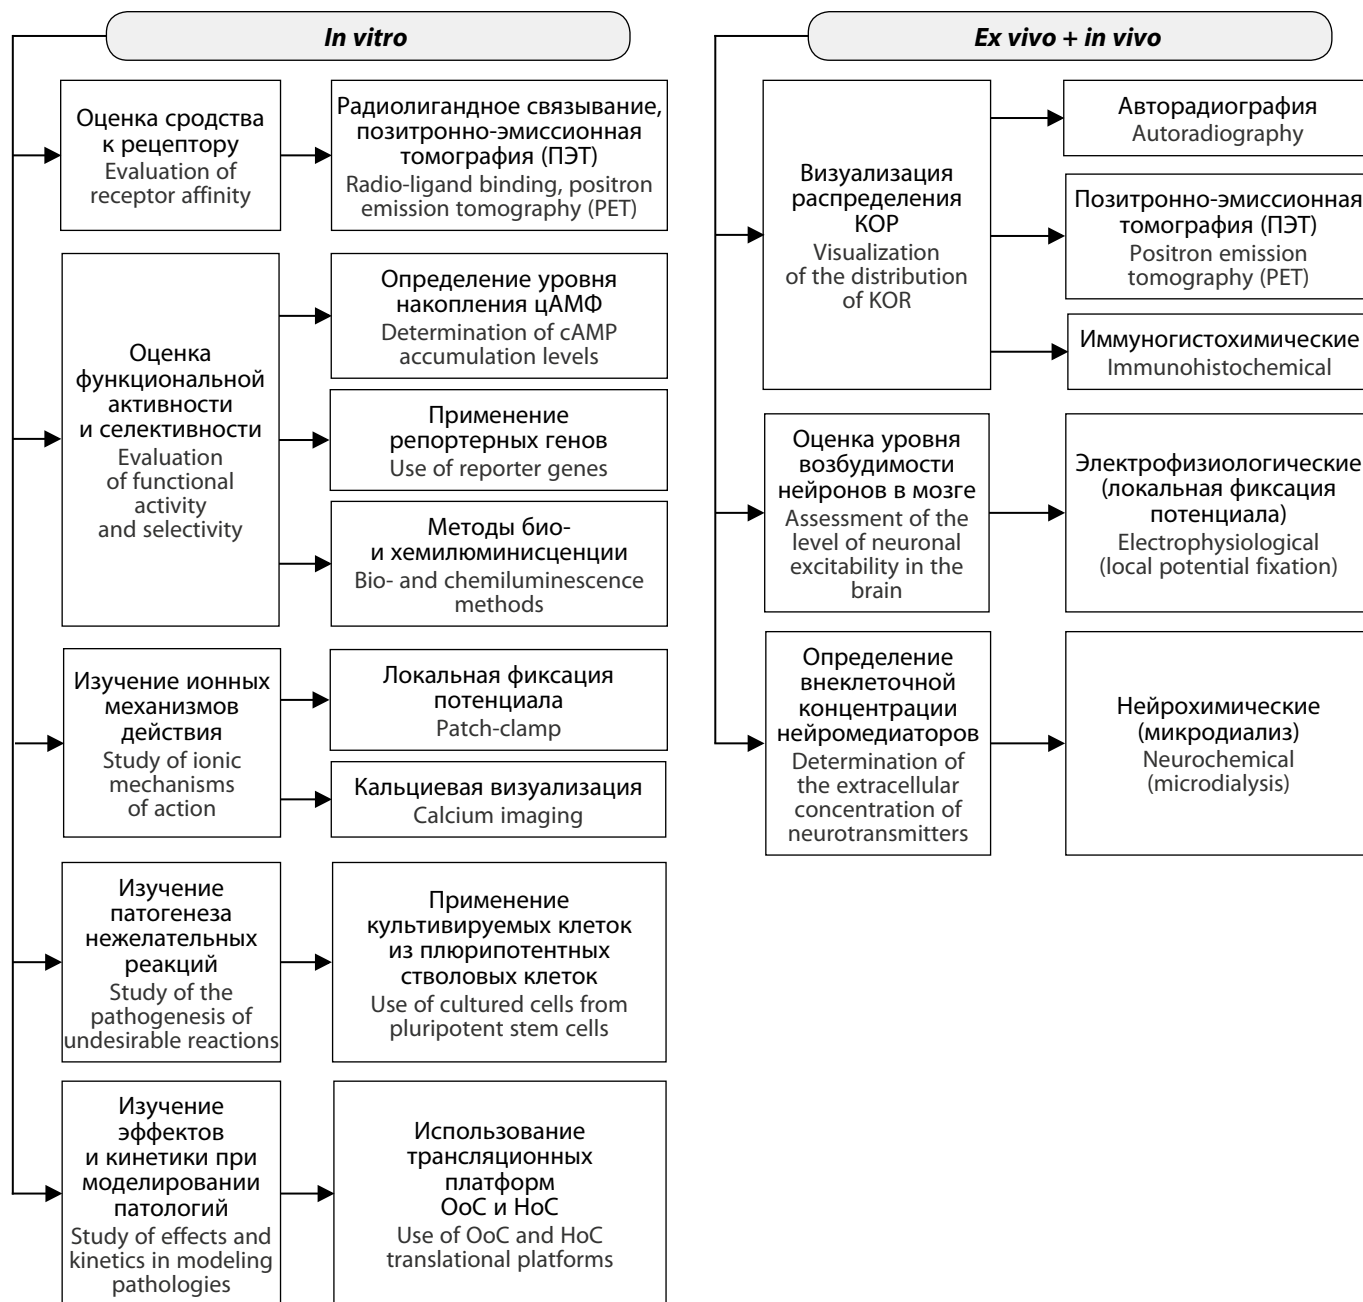 In vitro
Оценка сродства
к рецептору
Evaluation of
receptor affinity
Радиолигандное связывание,
позитронно-эмиссионная
томография (ПЭТ)
Radio-ligand binding, positron
emission tomography (PET)
Оценка
функциональной
активности
и селективности
Evaluation
of functional
activity
and selectivity
Определение уровня
накопления цАМФ
Determination of cAMP
accumulation levels
Применение
репортерных генов
Use of reporter genes
Методы био-
и хемилюминисценции
Bio- and chemiluminescence
methods
Изучение ионных
механизмов
действия
Study of ionic
mechanisms
of action
Локальная фиксация
потенциала
Patch-clamp
Кальциевая визуализация
Calcium imaging
Изучение
патогенеза
нежелательных
реакций
Study of the
pathogenesis of
undesirable reactions
Применение
культивируемых клеток
из плюрипотентных
стволовых клеток
Use of cultured cells from
pluripotent stem cells
Изучение
эффектов
и кинетики при
моделировании
патологий
Study of effects and
kinetics in modeling
pathologies
Использование
трансляционных
платформ
OoC и HoC
Use of OoC and HoC
translational platforms
Ex vivo + in vivo
Визуализация
распределения
КОР
Visualization
of the distribution
of KOR
Авторадиография
Autoradiography
Позитронно-эмиссионная
томография (ПЭТ)
Positron emission
tomography (PET)
Иммуногистохимические
Immunohistochemical
Оценка уровня
возбудимости
нейронов в мозге
Assessment of the
level of neuronal
excitability in the
brain
Электрофизиологические
(локальная фиксация
потенциала)
Electrophysiological
(local potential fixation)
Определение
внеклеточной
концентрации
нейромедиаторов
Determination of
the extracellular
concentration of
neurotransmitters
Нейрохимические
(микродиализ)
Neurochemical
(microdialysis)